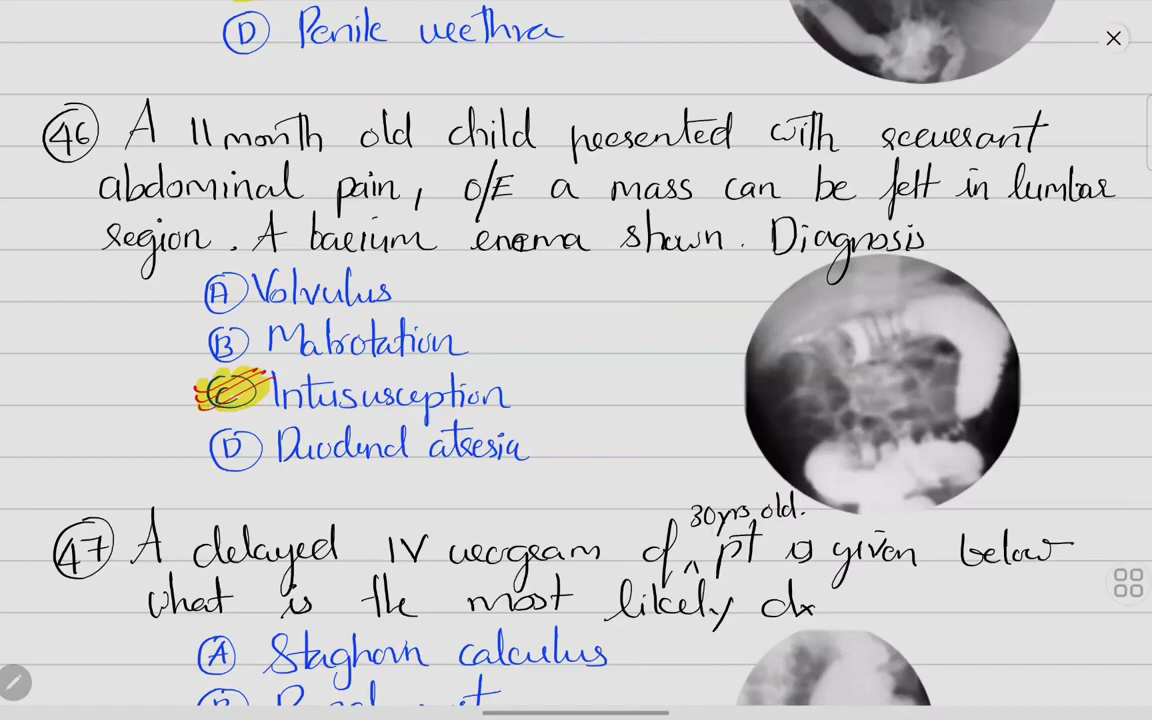 D Penile urethra
46 A 11 month old child presented with recurrent
abdominal pain, O/E a mass can be felt in lumbar
region. A barium enema shown. Diagnosis
A Volvulus
B Malrotation
C Intususception
D Duodenal atresia
30yrs old.
47 A delayed IV urogram of ^ pt is given below
what is the most likely dx
A Staghorn calculus